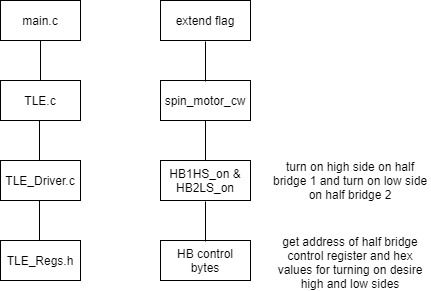 main.c
extend flag
TLE.c
spin_motor_cw
TLE_Driver.c
HB1HS_on &
HB2LS_on
turn on high side on half
bridge 1 and turn on low side
on half bridge 2
TLE_Regs.h
HB control
bytes
get address of half bridge
control register and hex
values for turning on desire
high and low sides